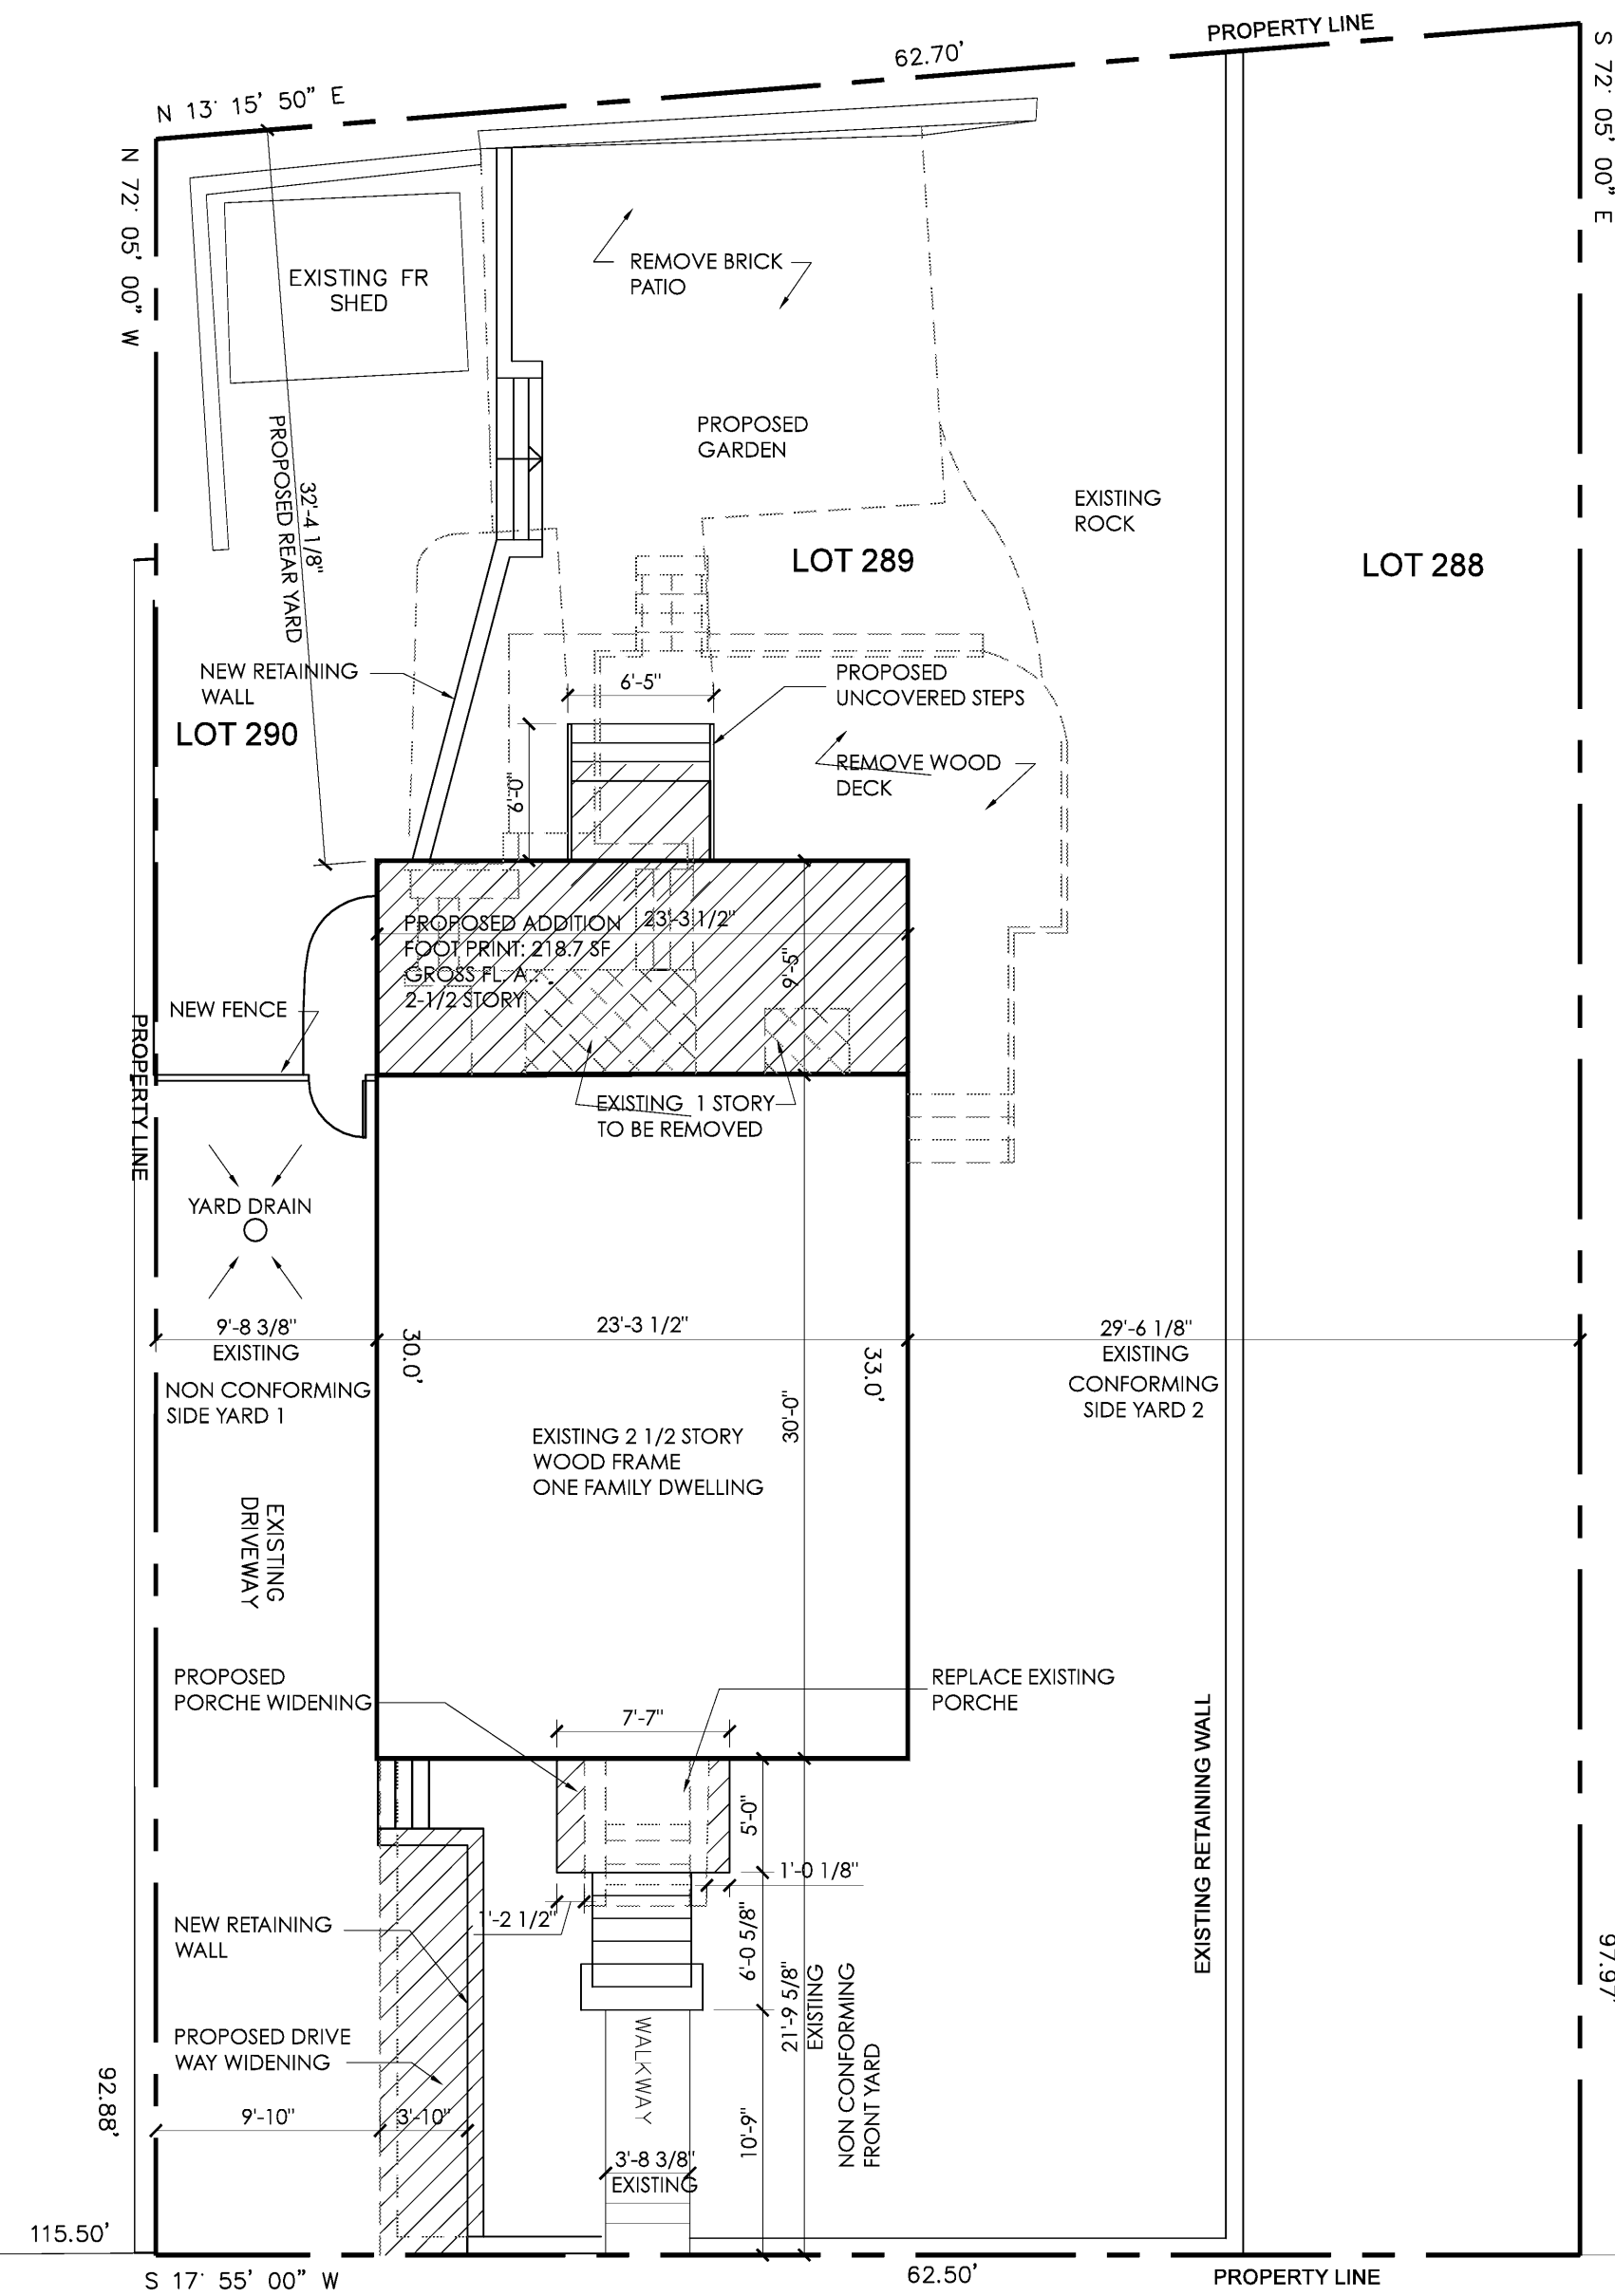 PROPERTY LINE
62.70'
N 13° 15' 50" E
S 72° 05' 00" E
N 72° 05' 00" W
EXISTING FR
SHED
REMOVE BRICK
PATIO
PROPOSED
GARDEN
EXISTING
ROCK
32'-4 1/8"
PROPOSED REAR YARD
LOT 289
LOT 288
NEW RETAINING
WALL
6'-5"
PROPOSED
UNCOVERED STEPS
LOT 290
REMOVE WOOD
DECK
6'-0"
PROPOSED ADDITION
FOOT PRINT: 218.7 SF
GROSS FL. A.:
2-1/2 STORY
23'-3 1/2"
9'-5"
NEW FENCE
PROPERTY LINE
EXISTING 1 STORY
TO BE REMOVED
YARD DRAIN
9'-8 3/8"
EXISTING
NON CONFORMING
SIDE YARD 1
30.0'
23'-3 1/2"
33.0'
29'-6 1/8"
EXISTING
CONFORMING
SIDE YARD 2
30'-0"
EXISTING 2 1/2 STORY
WOOD FRAME
ONE FAMILY DWELLING
EXISTING
DRIVEWAY
PROPOSED
PORCHE WIDENING
REPLACE EXISTING
PORCHE
7'-7"
EXISTING RETAINING WALL
5'-0"
1'-0 1/8"
1'-2 1/2"
NEW RETAINING
WALL
6'-0 5/8"
21'-9 5/8"
EXISTING
NON CONFORMING
FRONT YARD
97.97'
WALKWAY
PROPOSED DRIVE
WAY WIDENING
92.88'
9'-10"
3'-10"
10'-9"
3'-8 3/8"
EXISTING
115.50'
S 17° 55' 00" W
62.50'
PROPERTY LINE